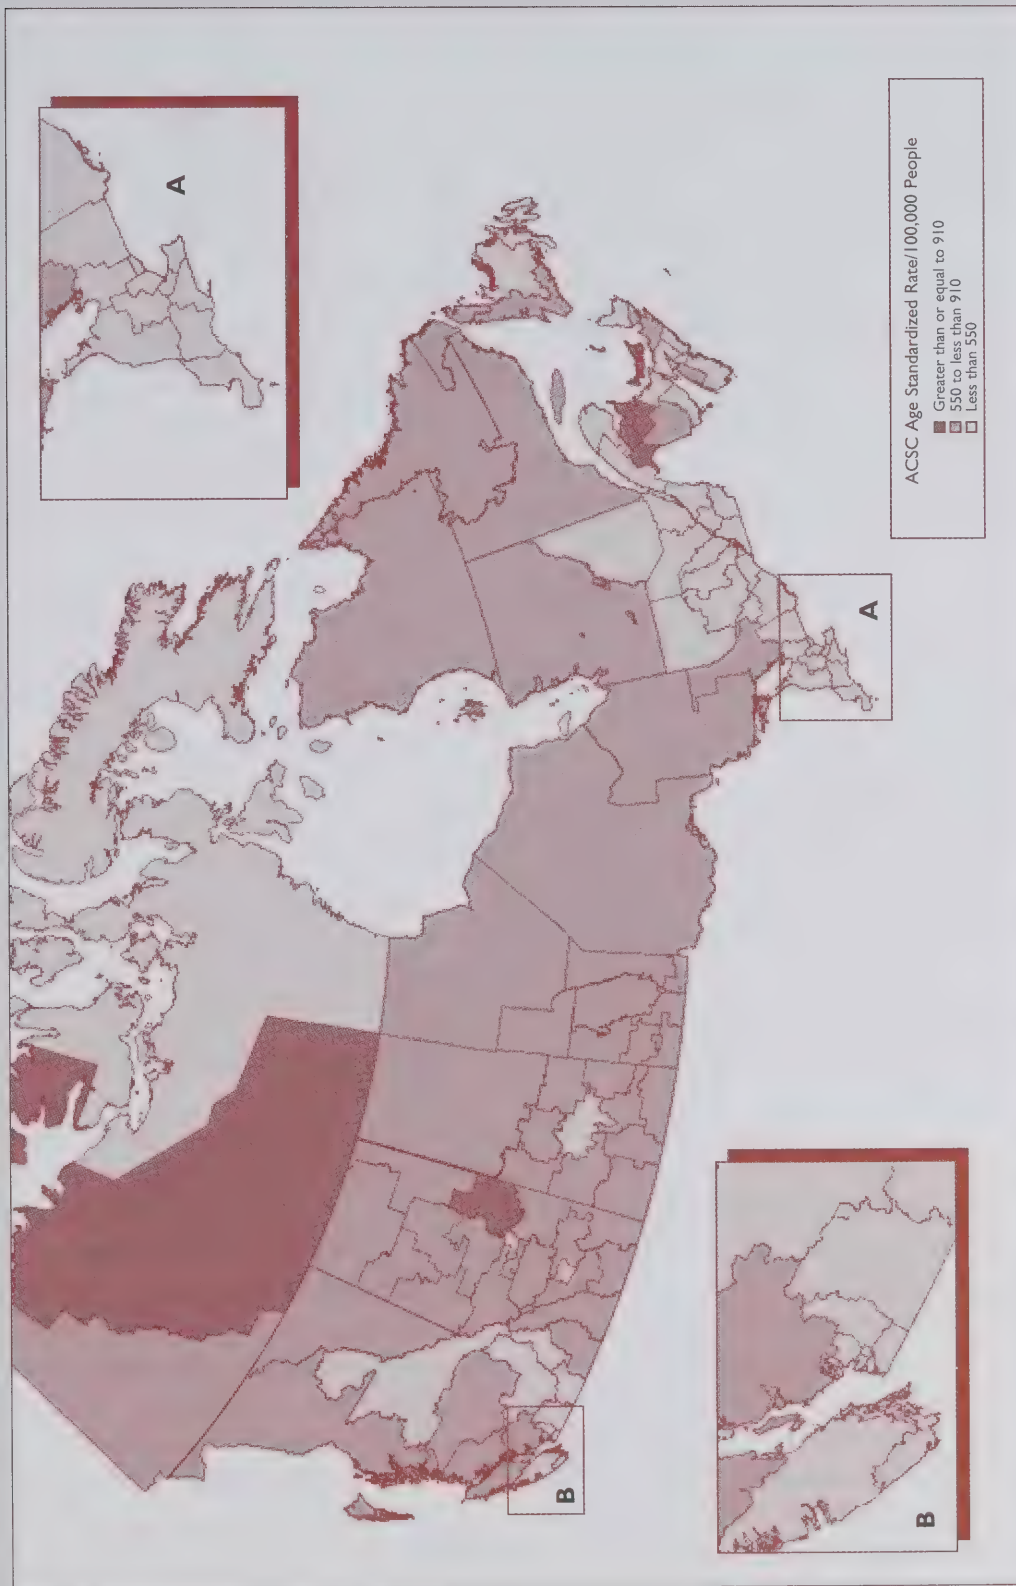 A
A
B
B
ACSC Age Standardized Rate/100,000 People
Greater than or equal to 910
550 to less than 910
Less than 550